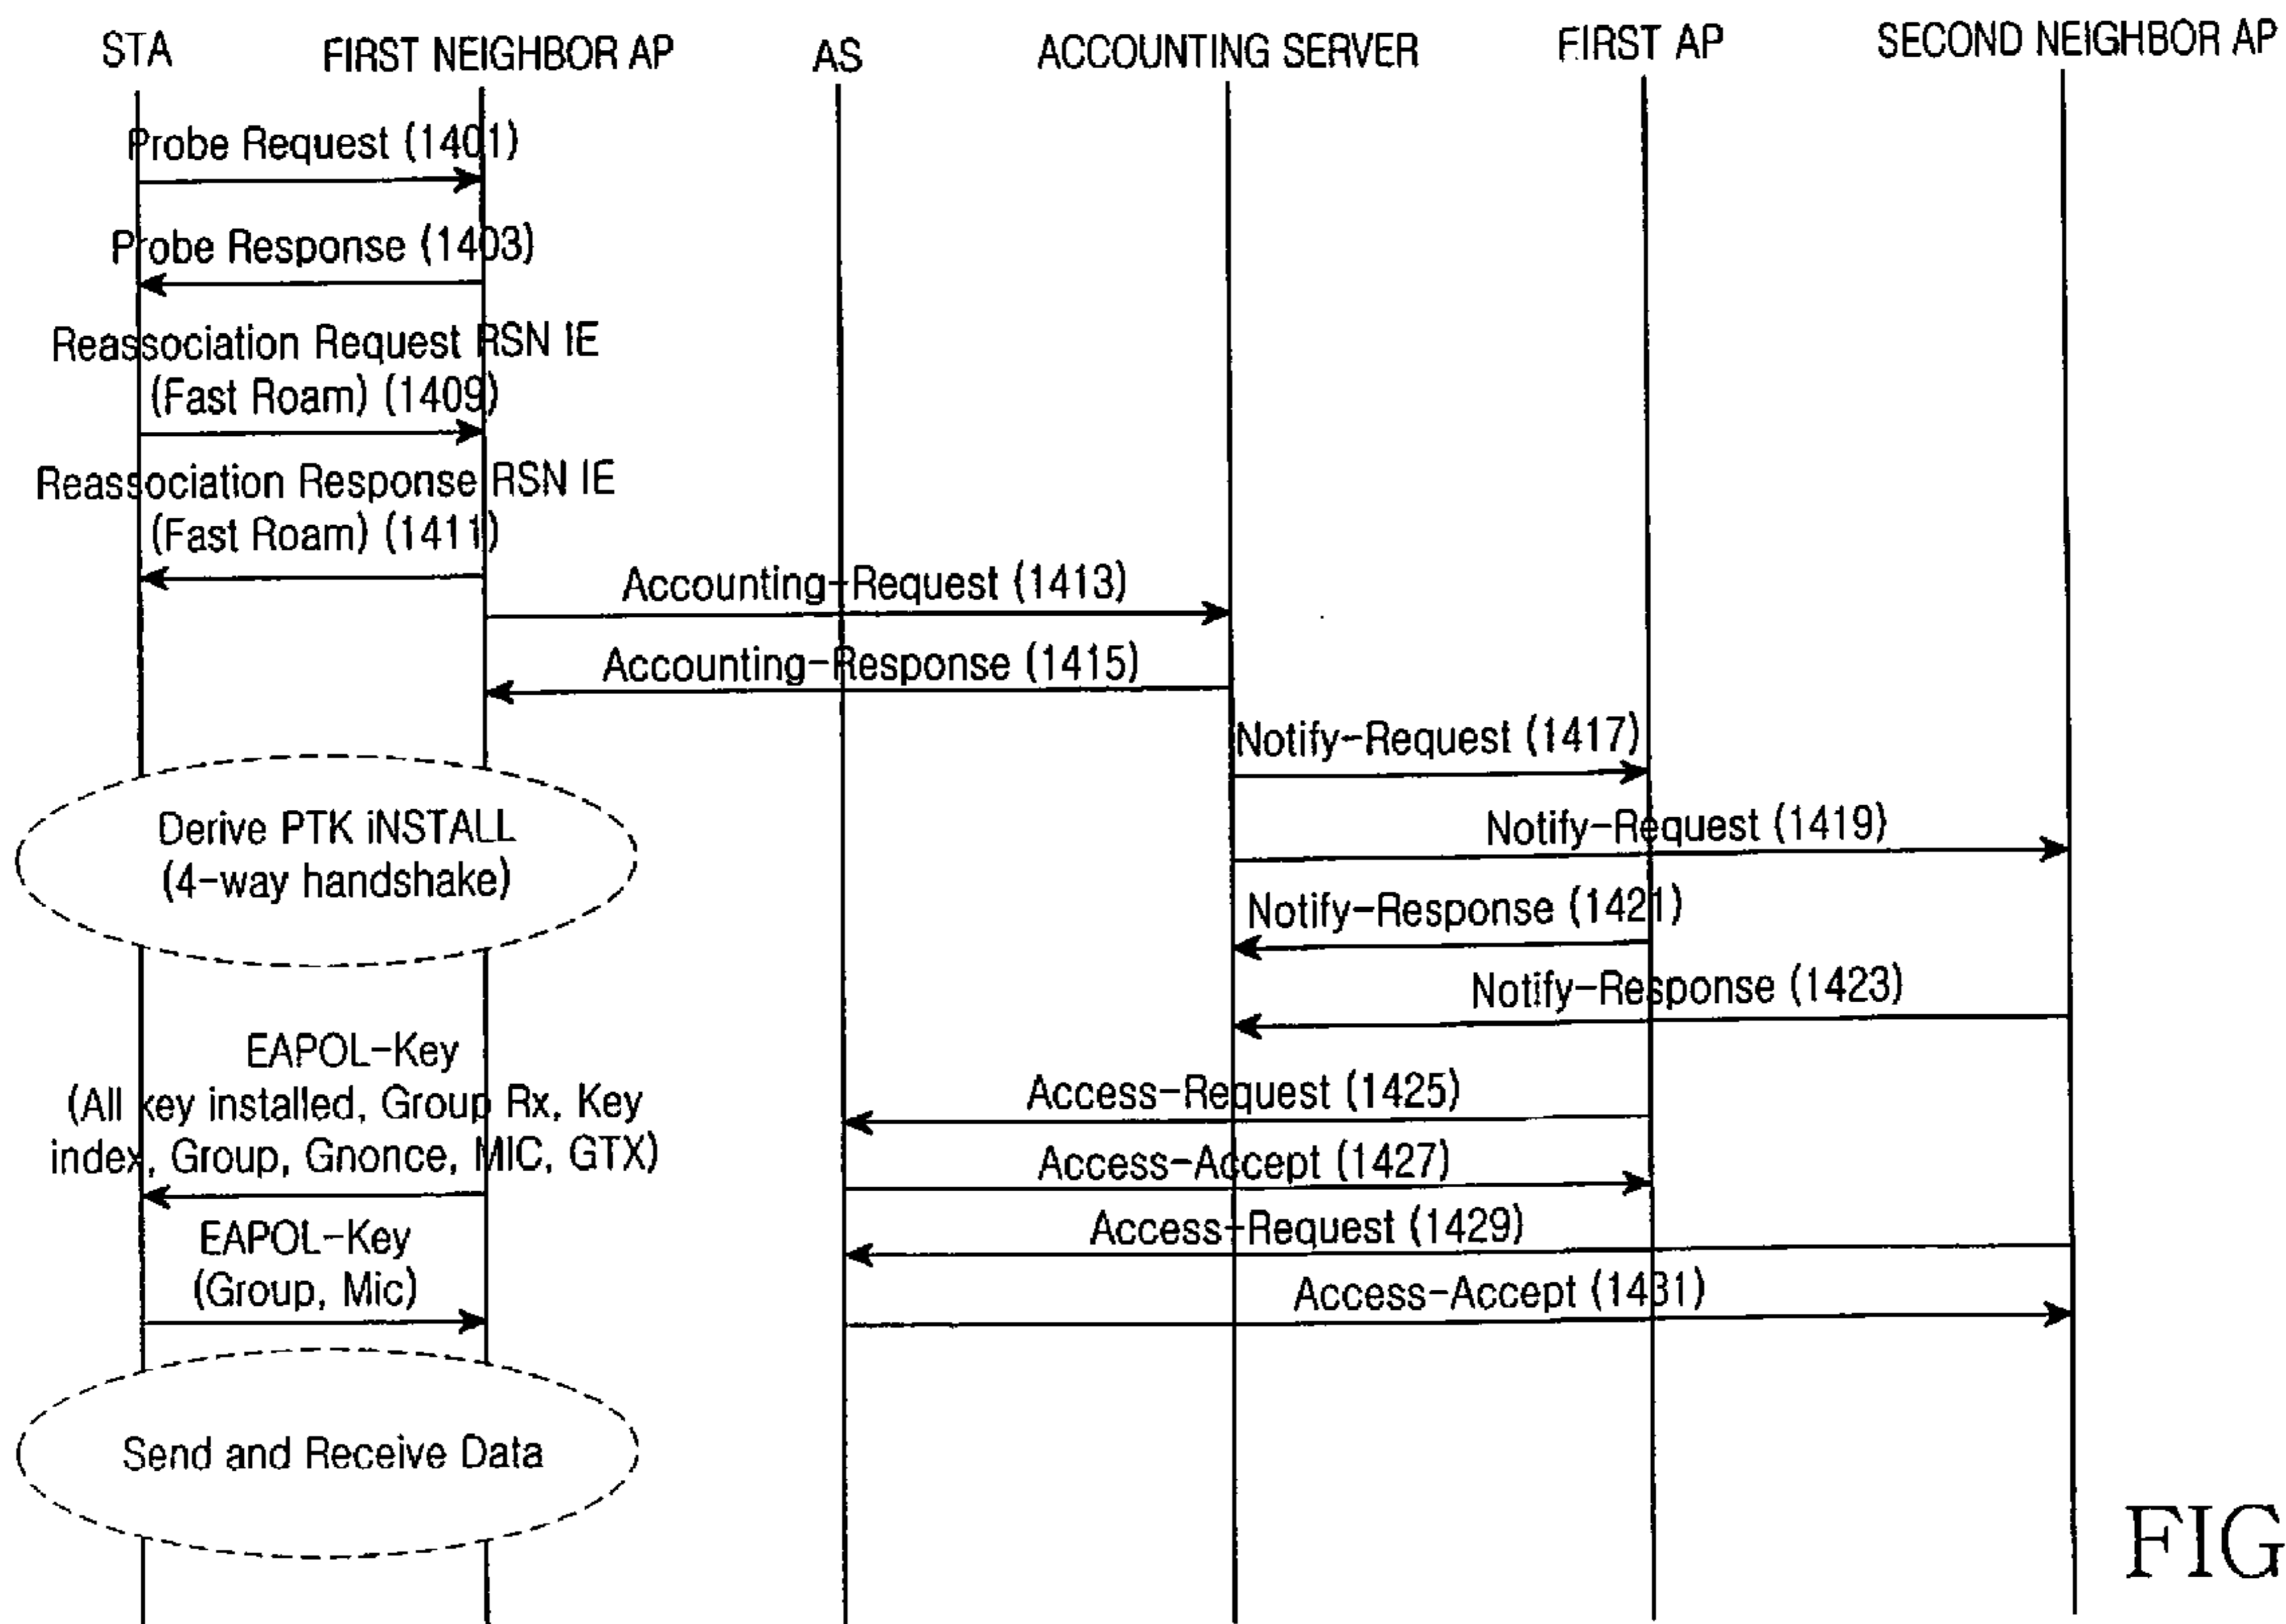 STA
FIRST NEIGHBOR AP
AS
ACCOUNTING SERVER
FIRST AP
SECOND NEIGHBOR AP
Probe Request (1401)
Probe Response (1403)
Reassociation Request RSN IE
(Fast Roam) (1409)
Reassociation Response RSN IE
(Fast Roam) (1411)
Accounting-Request (1413)
Accounting-Response (1415)
Notify-Request (1417)
Derive PTK iNSTALL
(4-way handshake)
Notify-Request (1419)
Notify-Response (1421)
Notify-Response (1423)
EAPOL-Key
(All key installed, Group Rx, Key
index, Group, Gnonce, MIC, GTX)
Access-Request (1425)
Access-Accept (1427)
EAPOL-Key
(Group, Mic)
Access-Request (1429)
Access-Accept (1431)
Send and Receive Data
FIG